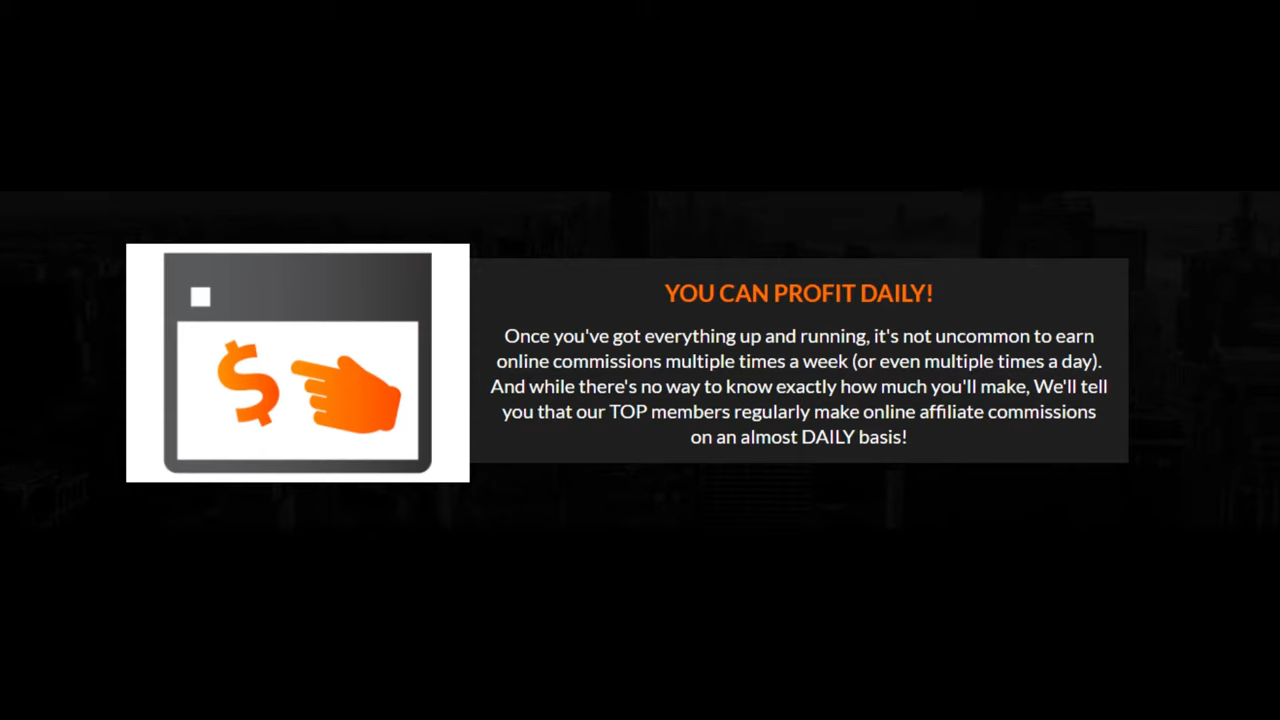 YOU CAN PROFIT DAILY!
Once you've got everything up and running, it's not uncommon to earn
online commissions multiple times a week (or even multiple times a day).
And while there's no way to know exactly how much you'll make, We'll tell
you that our TOP members regularly make online affiliate commissions
on an almost DAILY basis!
$